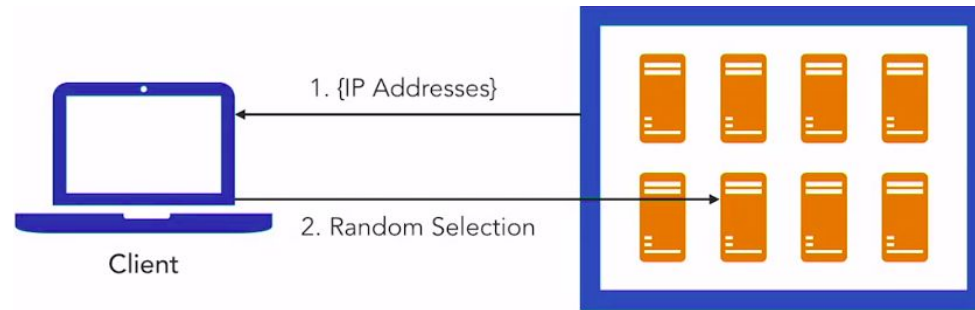 1. {IP Addresses}
2. Random Selection
Client